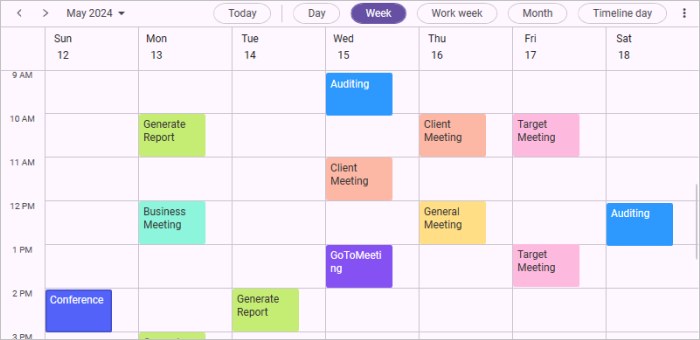 May 2024 Today Day Week Work week Month Timeline day
Sun Mon Tue Wed Thu Fri Sat
12 13 14 15 16 17 18
9 AM
Auditing
10 AM
Generate
Report
Client
Meeting
Target
Meeting
11 AM
Client
Meeting
12 PM
Business
Meeting
General
Meeting
Auditing
1 PM
GoToMeeti
ng
Target
Meeting
2 PM
Conference
Generate
Report
3 PM